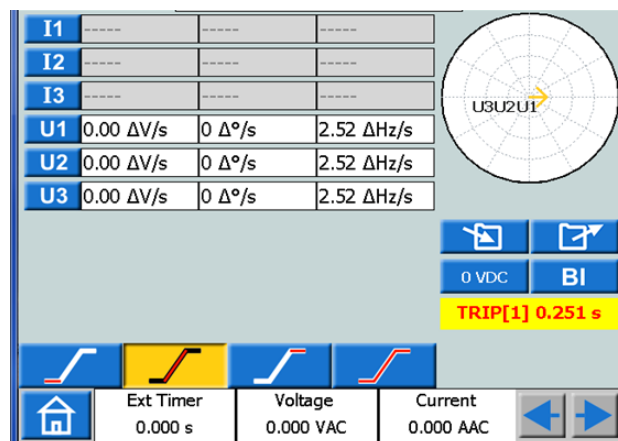 I1 ----- ----- -----
I2 ----- ----- -----
I3 ----- ----- -----
U1 0.00 ΔV/s 0 Δ°/s 2.52 ΔHz/s
U2 0.00 ΔV/s 0 Δ°/s 2.52 ΔHz/s
U3 0.00 ΔV/s 0 Δ°/s 2.52 ΔHz/s
U3U2U1
0 VDC BI
TRIP[1] 0.251 s
Ext Timer Voltage Current
0.000 s 0.000 VAC 0.000 AAC